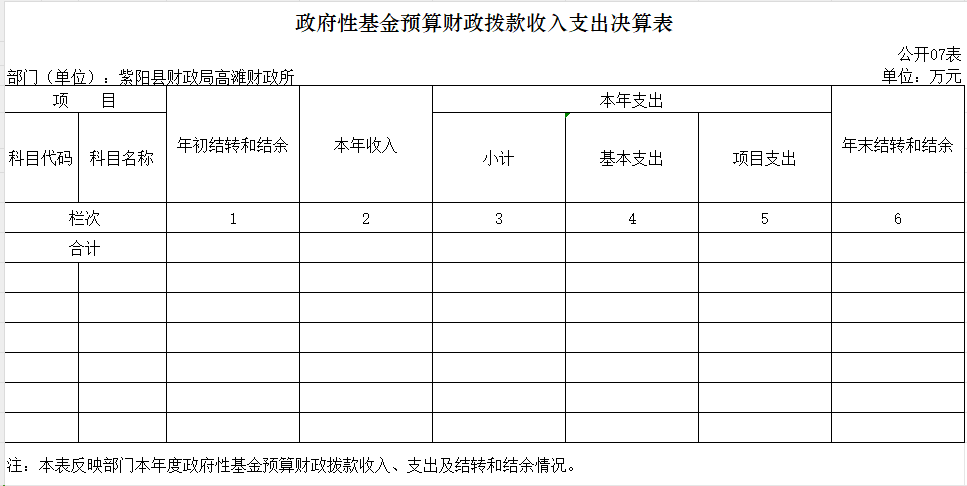 政府性基金预算财政拨款收入支出决算表
公开07表
部门（单位）：紫阳县财政局高滩财政所
单位：万元
项 目
年初结转和结余
本年收入
本年支出
年末结转和结余
科目代码
科目名称
小计
基本支出
项目支出
栏次 1 2 3 4 5 6
合计
注：本表反映部门本年度政府性基金预算财政拨款收入、支出及结转和结余情况。